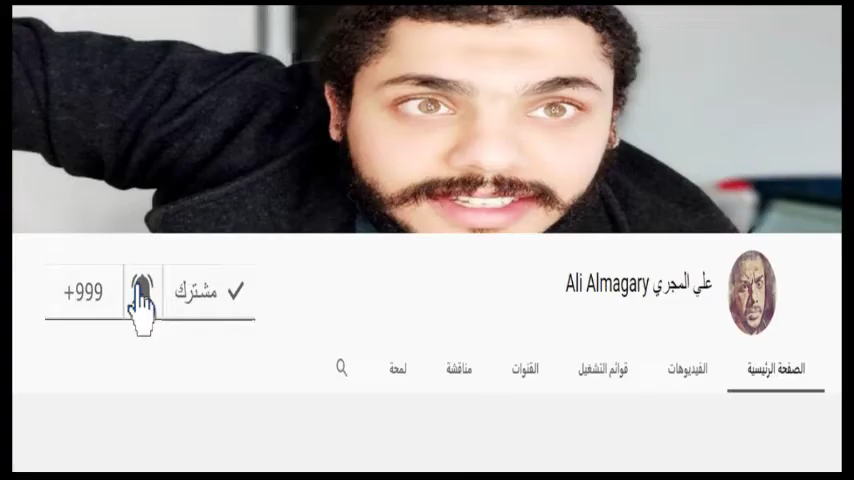 علي المجري Ali Almagary
مشترك
+999
الصفحة الرئيسية
الفيديوهات
قوائم التشغيل
القنوات
مناقشة
لمحة